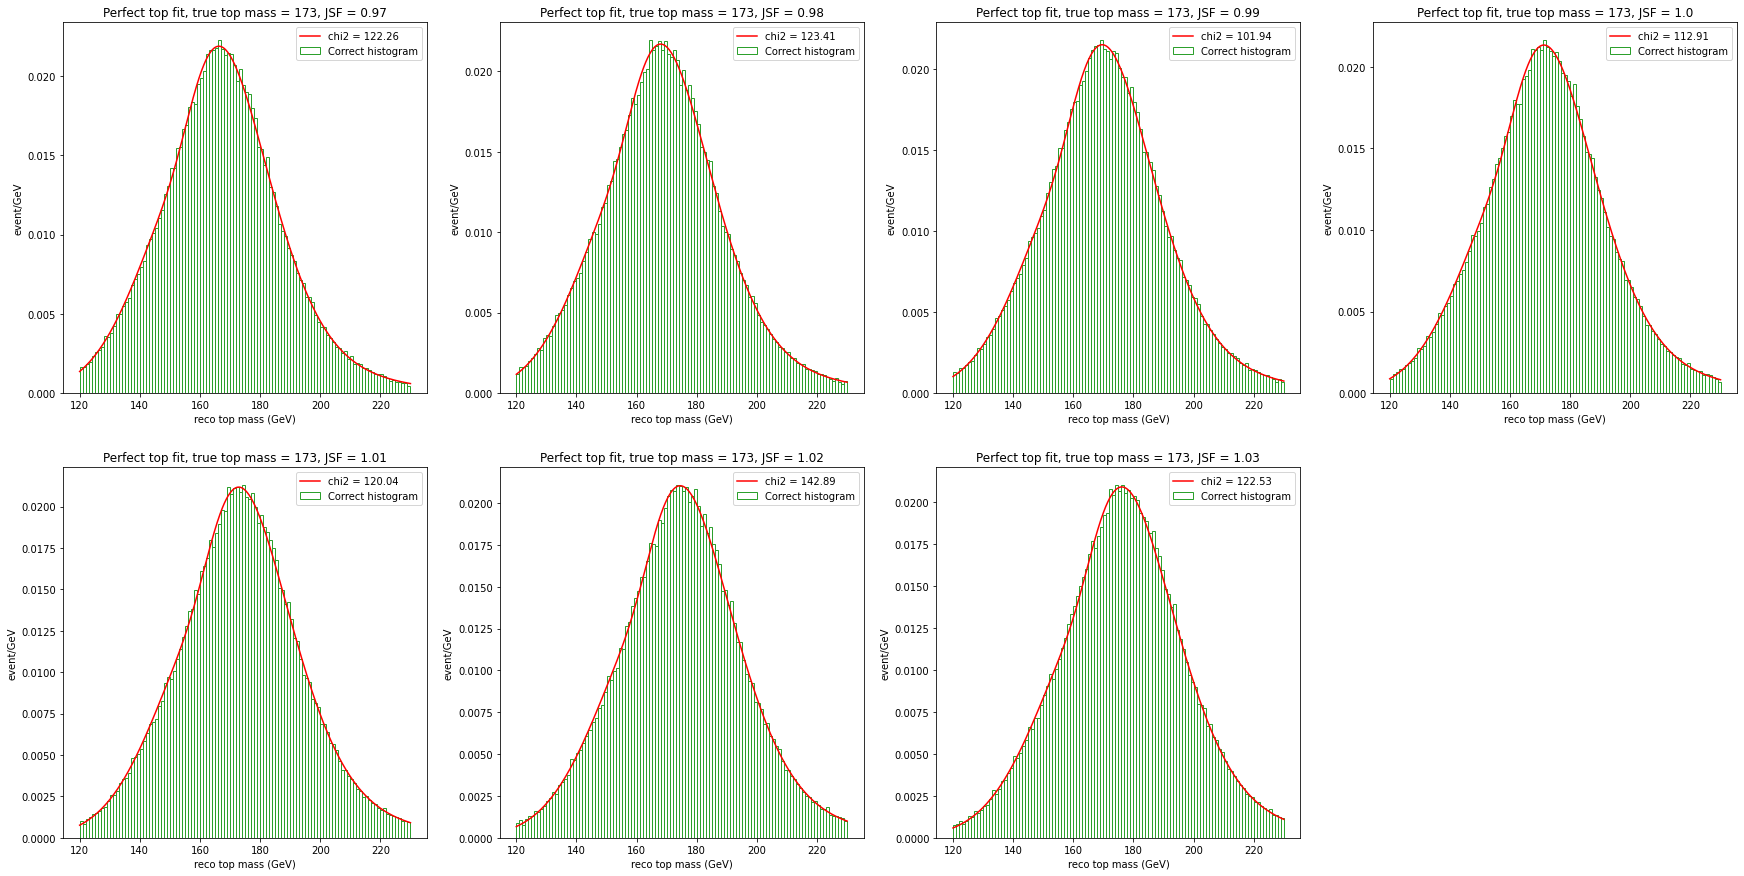 Perfect top fit, true top mass = 173, JSF = 0.97
chi2 = 122.26
Correct histogram
event/GeV
0.020
0.015
0.010
0.005
0.000
120 140 160 180 200 220
reco top mass (GeV)
Perfect top fit, true top mass = 173, JSF = 0.98
chi2 = 123.41
Correct histogram
event/GeV
0.020
0.015
0.010
0.005
0.000
120 140 160 180 200 220
reco top mass (GeV)
Perfect top fit, true top mass = 173, JSF = 0.99
chi2 = 101.94
Correct histogram
event/GeV
0.020
0.015
0.010
0.005
0.000
120 140 160 180 200 220
reco top mass (GeV)
Perfect top fit, true top mass = 173, JSF = 1.0
chi2 = 112.91
Correct histogram
event/GeV
0.020
0.015
0.010
0.005
0.000
120 140 160 180 200 220
reco top mass (GeV)
Perfect top fit, true top mass = 173, JSF = 1.01
chi2 = 120.04
Correct histogram
event/GeV
0.0200
0.0175
0.0150
0.0125
0.0100
0.0075
0.0050
0.0025
0.0000
120 140 160 180 200 220
reco top mass (GeV)
Perfect top fit, true top mass = 173, JSF = 1.02
chi2 = 142.89
Correct histogram
event/GeV
0.0200
0.0175
0.0150
0.0125
0.0100
0.0075
0.0050
0.0025
0.0000
120 140 160 180 200 220
reco top mass (GeV)
Perfect top fit, true top mass = 173, JSF = 1.03
chi2 = 122.53
Correct histogram
event/GeV
0.0200
0.0175
0.0150
0.0125
0.0100
0.0075
0.0050
0.0025
0.0000
120 140 160 180 200 220
reco top mass (GeV)